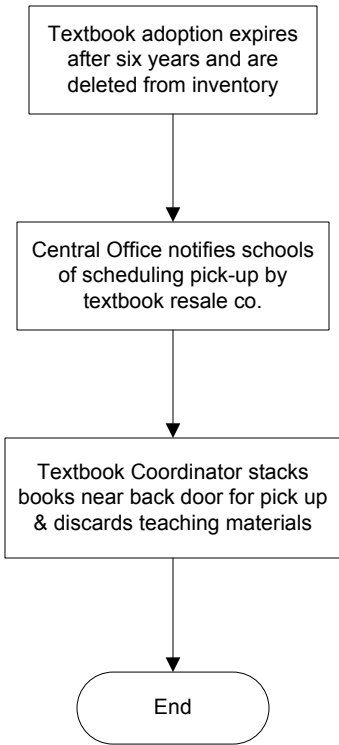 Textbook adoption expires
after six years and are
deleted from inventory
Central Office notifies schools
of scheduling pick-up by
textbook resale co.
Textbook Coordinator stacks
books near back door for pick up
& discards teaching materials
End